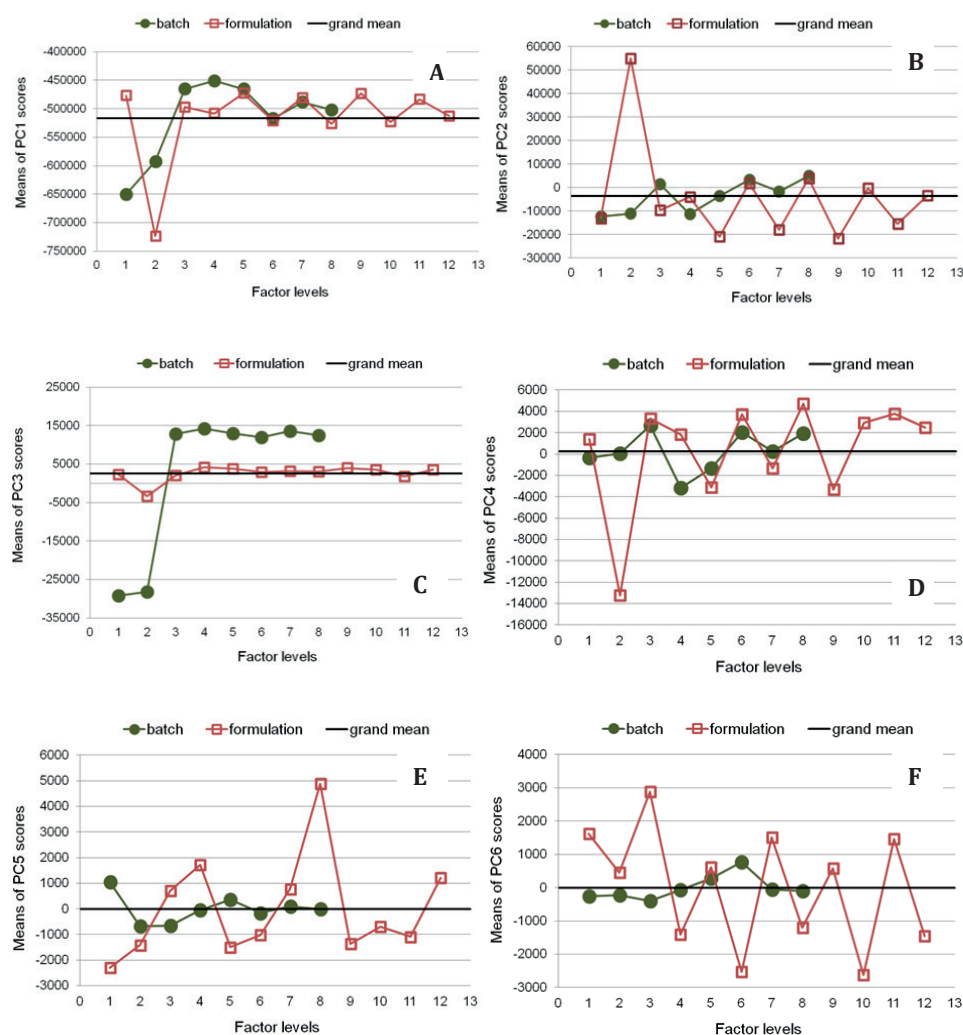 batch formulation grand mean
A
Means of PC1 scores
-400000
-450000
-500000
-550000
-600000
-650000
-700000
-750000
0 1 2 3 4 5 6 7 8 9 10 11 12 13
Factor levels
batch formulation grand mean
B
Means of PC2 scores
60000
50000
40000
30000
20000
10000
0
-10000
-20000
-30000
0 1 2 3 4 5 6 7 8 9 10 11 12 13
Factor levels
batch formulation grand mean
C
Means of PC3 scores
25000
15000
5000
-5000
-15000
-25000
-35000
0 1 2 3 4 5 6 7 8 9 10 11 12 13
Factor levels
batch formulation grand mean
D
Means of PC4 scores
6000
4000
2000
0
-2000
-4000
-6000
-8000
-10000
-12000
-14000
-16000
0 1 2 3 4 5 6 7 8 9 10 11 12 13
Factor levels
batch formulation grand mean
E
Means of PC5 scores
6000
5000
4000
3000
2000
1000
0
-1000
-2000
-3000
0 1 2 3 4 5 6 7 8 9 10 11 12 13
Factor levels
batch formulation grand mean
F
Means of PC6 scores
4000
3000
2000
1000
0
-1000
-2000
-3000
0 1 2 3 4 5 6 7 8 9 10 11 12 13
Factor levels